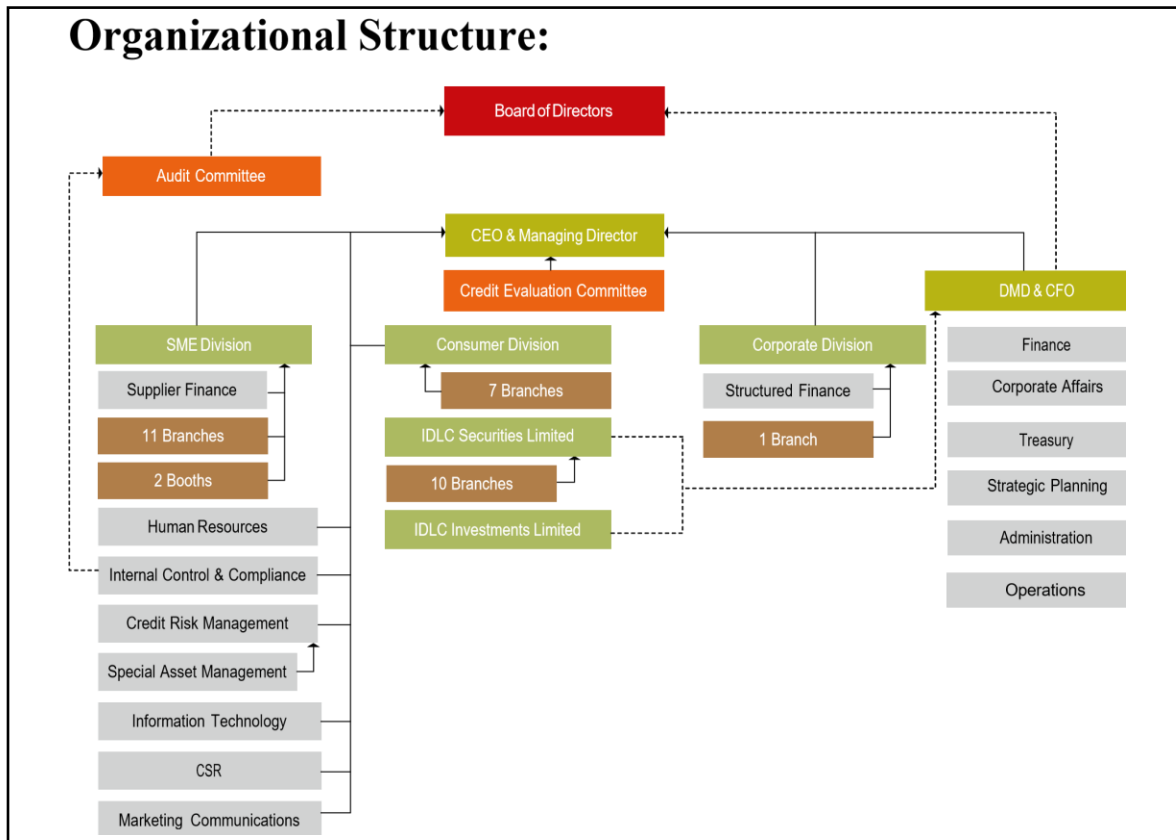 Organizational Structure:
Board of Directors
Audit Committee
CEO & Managing Director
Credit Evaluation Committee
DMD & CFO
SME Division
Supplier Finance
11 Branches
2 Booths
Human Resources
Internal Control & Compliance
Credit Risk Management
Special Asset Management
Information Technology
CSR
Marketing Communications
Consumer Division
7 Branches
IDLC Securities Limited
10 Branches
IDLC Investments Limited
Corporate Division
Structured Finance
1 Branch
Finance
Corporate Affairs
Treasury
Strategic Planning
Administration
Operations